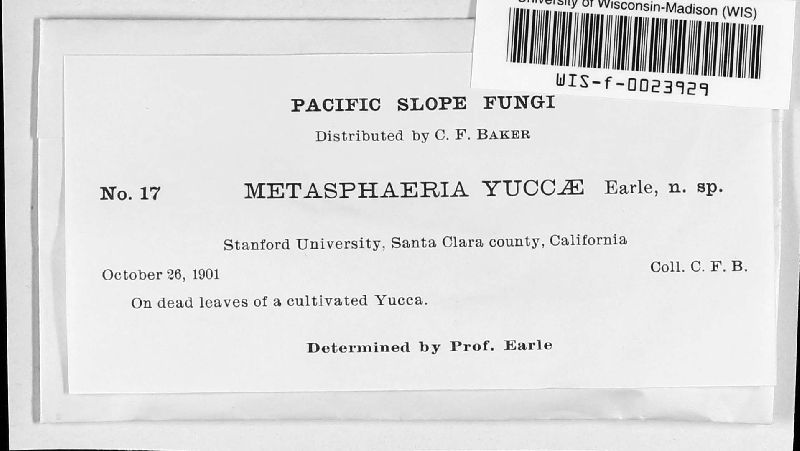 University of Wisconsin-Madison (WIS)
WIS-f-0023929
PACIFIC SLOPE FUNGI
Distributed by C. F. BAKER
No. 17 METASPHAERIA YUCCÆ Earle, n. sp.
Stanford University, Santa Clara county, California
October 26, 1901 Coll. C. F. B.
On dead leaves of a cultivated Yucca.
Determined by Prof. Earle